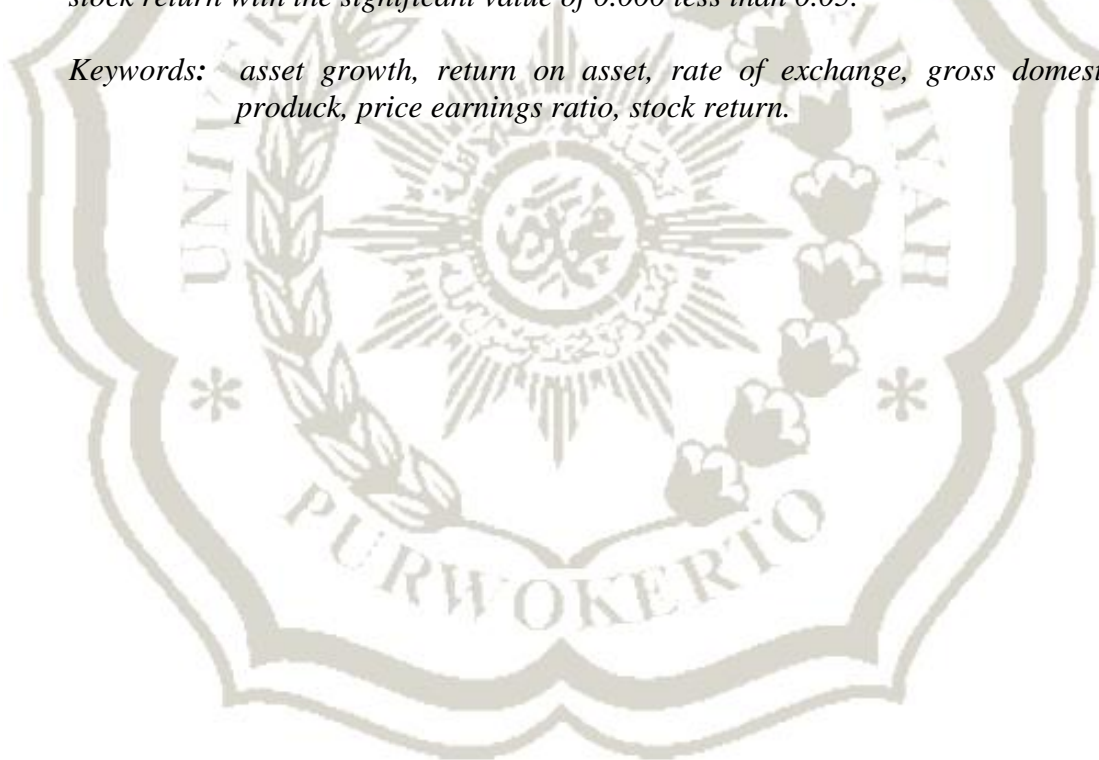 stock return with the significant value of 0.000 less than 0.05.
Keywords: asset growth, return on asset, rate of exchange, gross domest
produck, price earnings ratio, stock return.
PURWOKERTO